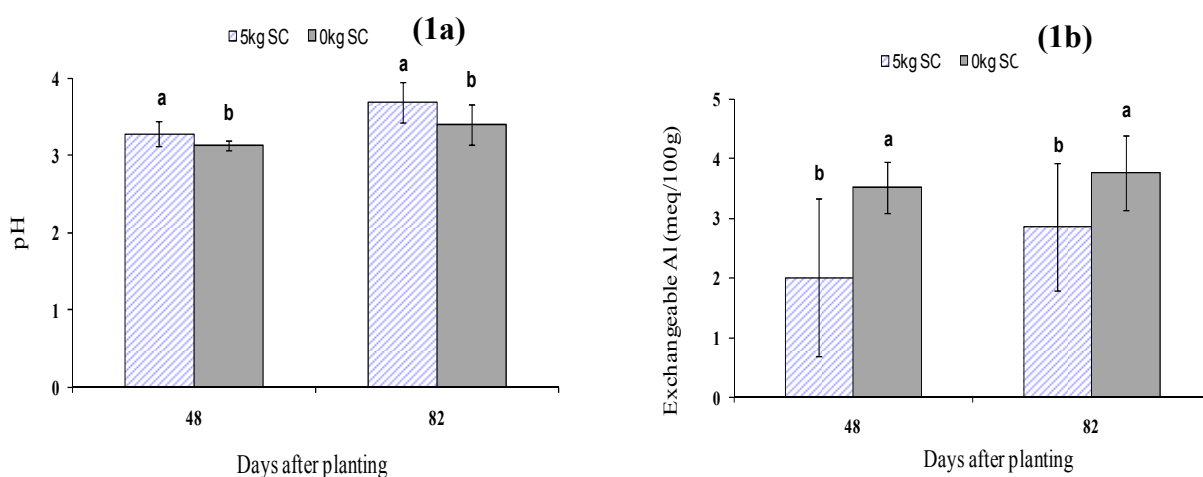 5kg SC 0kg SC (1a)
4
3
2
1
0
pH
a
b
a
b
48 82
Days after planting
(1b)
5kg SC 0kg SC
5
4
3
2
1
0
Exchangeable Al (meq/100g)
b
a
b
a
48 82
Days after planting